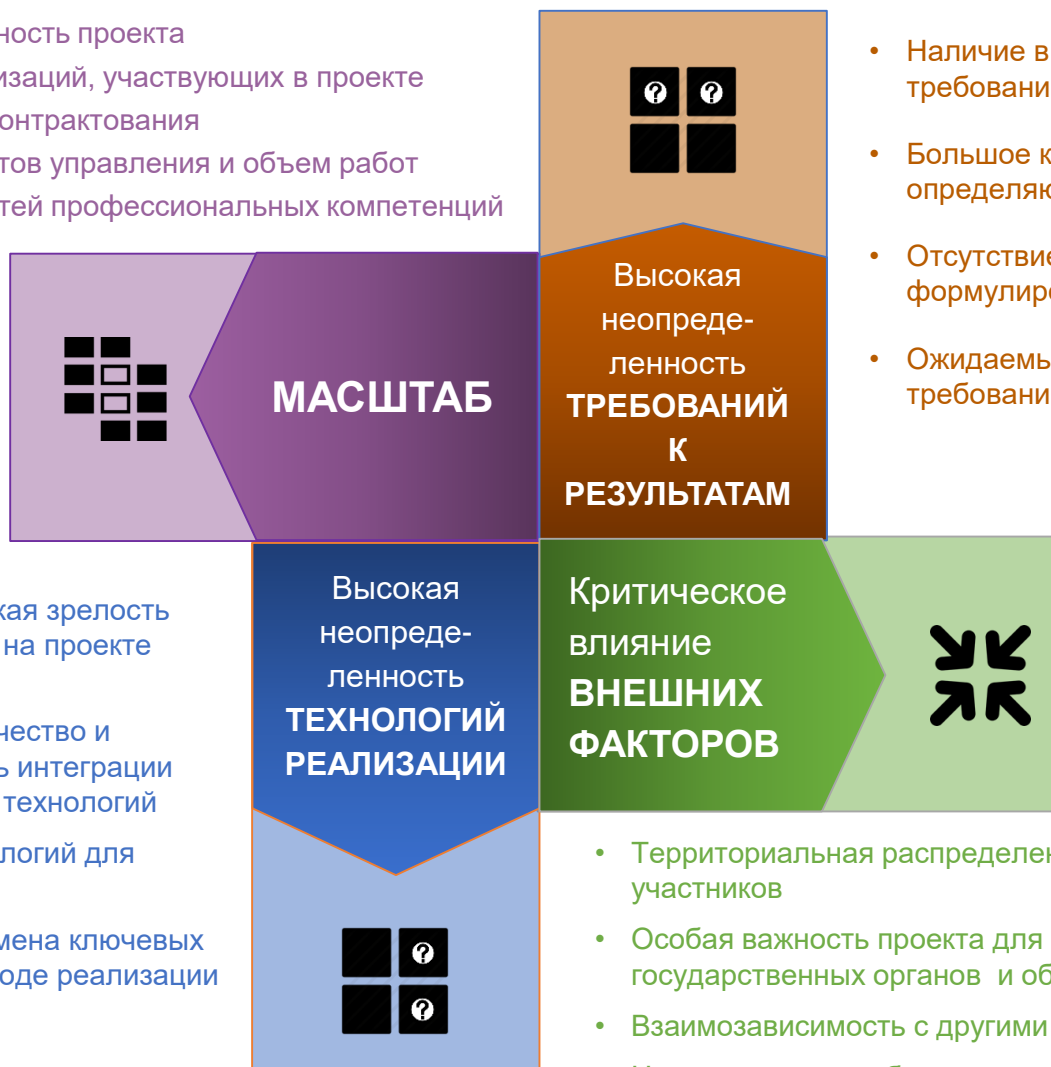 ность проекта
изаций, участвующих в проекте
онтрактования
тов управления и объем работ
тей профессиональных компетенций
МАСШТАБ
? ?
Высокая
неопреде-
ленность
ТРЕБОВАНИЙ
К
РЕЗУЛЬТАТАМ
• Наличие в
требовани
• Большое к
определяю
• Отсутствие
формулиро
• Ожидаемы
требовани
кая зрелость
на проекте
чество и
ь интеграции
технологий
логий для
мена ключевых
оде реализации
Высокая
неопреде-
ленность
ТЕХНОЛОГИЙ
РЕАЛИЗАЦИИ
?
?
Критическое
влияние
ВНЕШНИХ
ФАКТОРОВ
• Территориальная распределен
участников
• Особая важность проекта для
государственных органов и об
• Взаимозависимость с другими